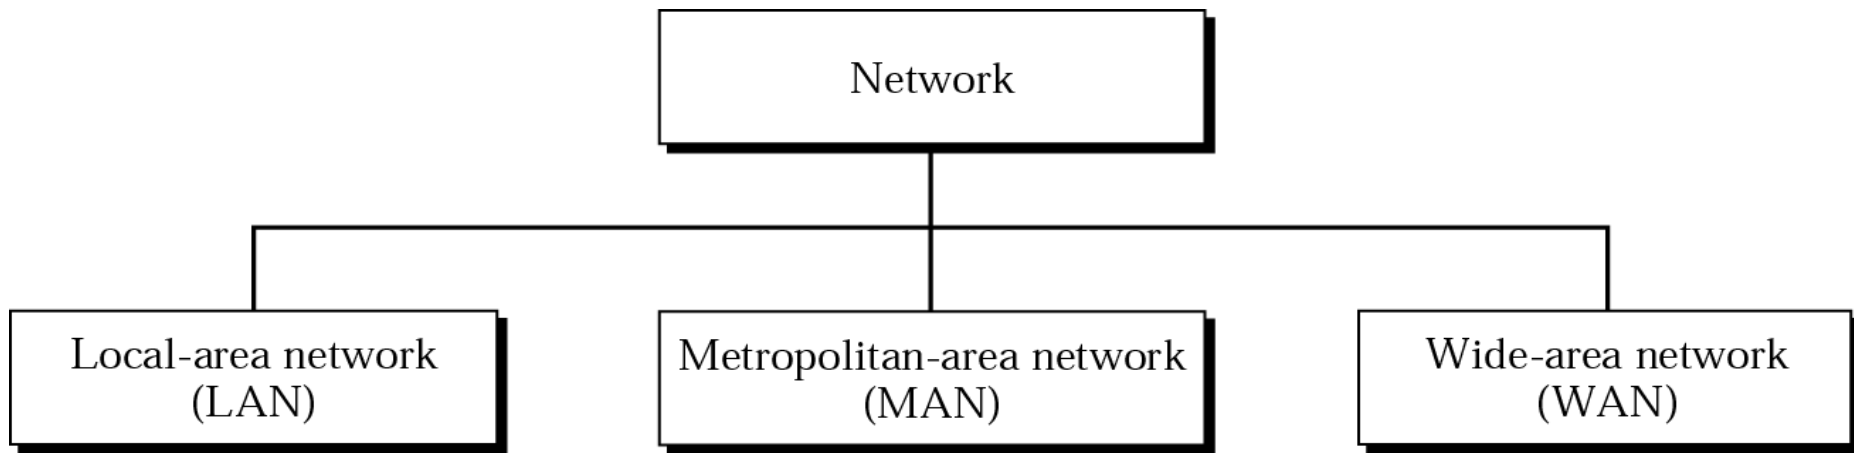 Network
Local-area network
(LAN)
Metropolitan-area network
(MAN)
Wide-area network
(WAN)